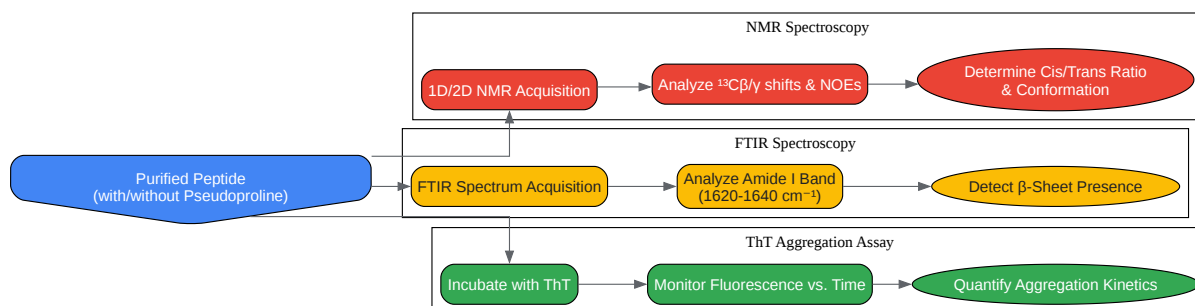 NMR Spectroscopy
1D/2D NMR Acquisition
Analyze ¹³Cβ/γ shifts & NOEs
Determine Cis/Trans Ratio
& Conformation
Purified Peptide
(with/without Pseudoproline)
FTIR Spectroscopy
FTIR Spectrum Acquisition
Analyze Amide I Band
(1620-1640 cm⁻¹)
Detect β-Sheet Presence
ThT Aggregation Assay
Incubate with ThT
Monitor Fluorescence vs. Time
Quantify Aggregation Kinetics